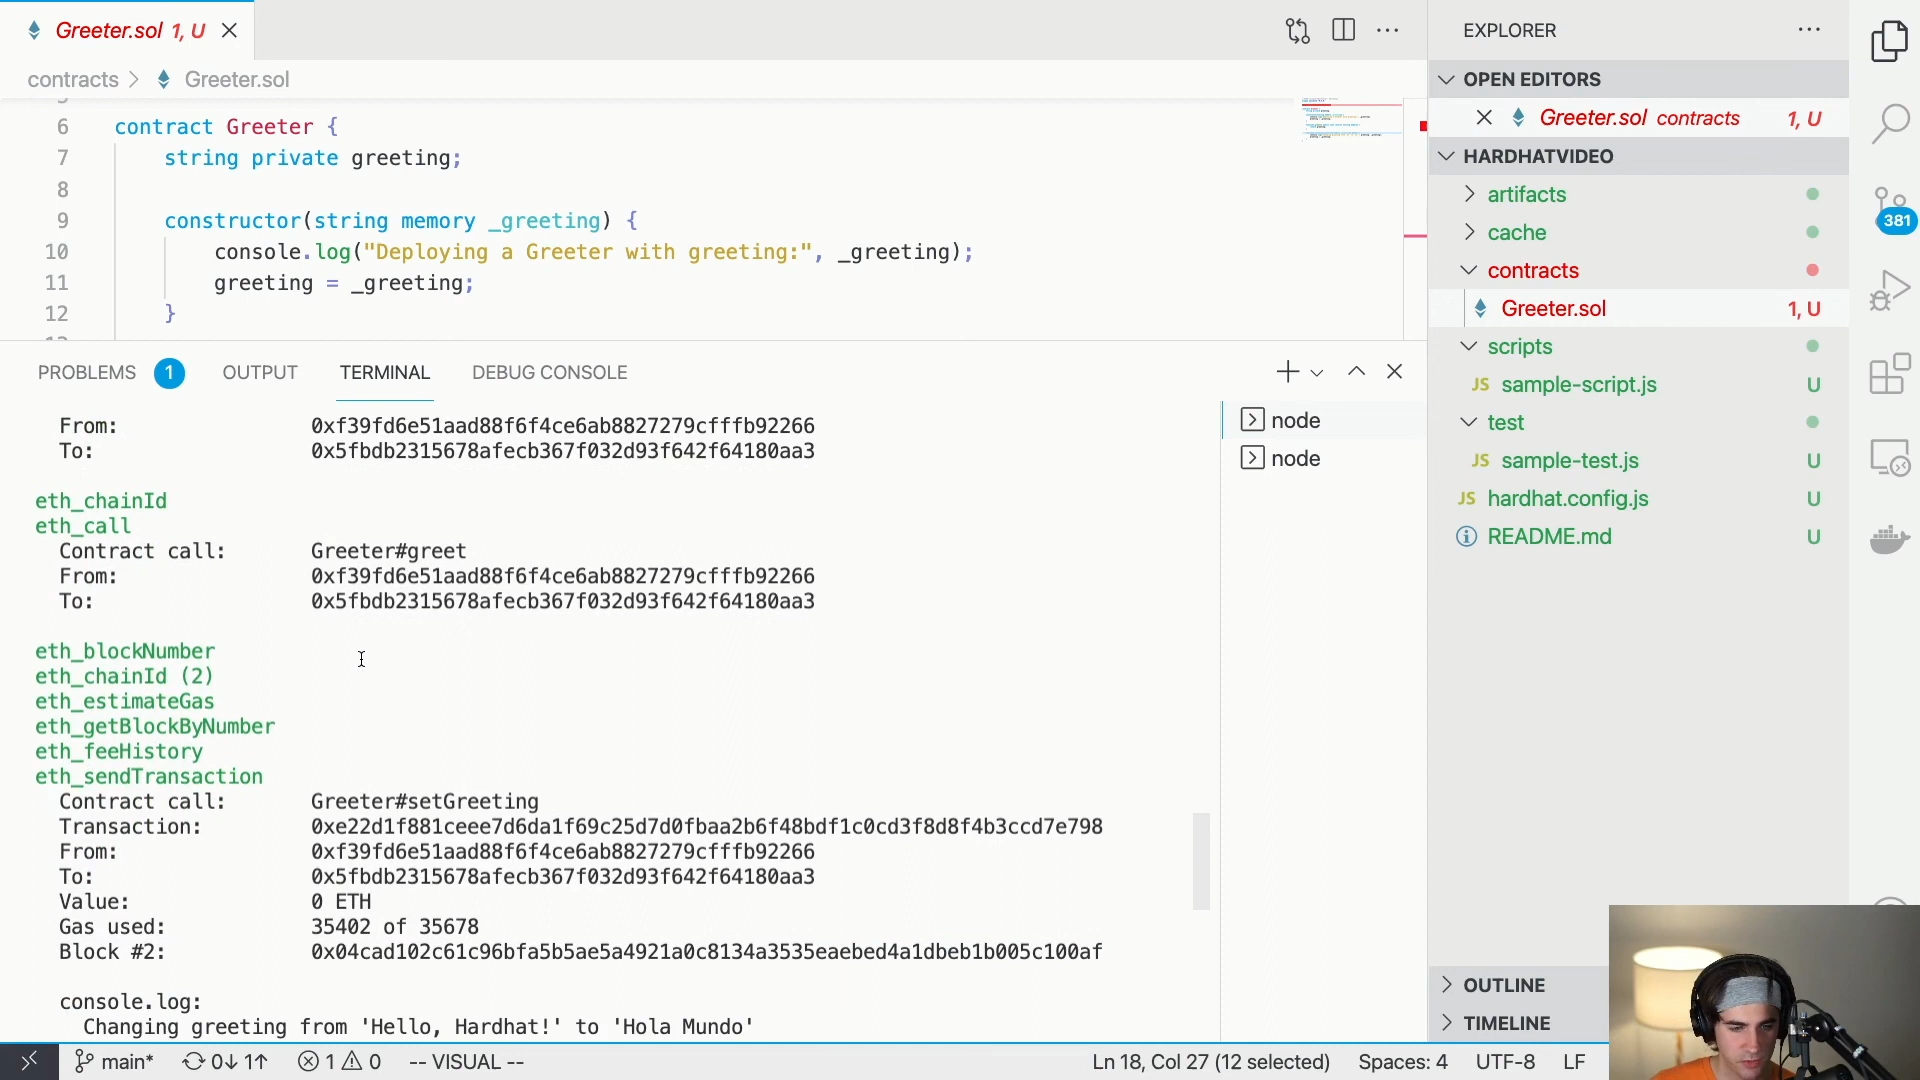 Greeter.sol 1, U
contracts > Greeter.sol
6 contract Greeter {
7 string private greeting;
8
9 constructor(string memory _greeting) {
10 console.log("Deploying a Greeter with greeting:", _greeting);
11 greeting = _greeting;
12 }
PROBLEMS 1 OUTPUT TERMINAL DEBUG CONSOLE
From: 0xf39fd6e51aad88f6f4ce6ab8827279cfffb92266
To: 0x5fbdb2315678afecb367f032d93f642f64180aa3
eth_chainId
eth_call
Contract call: Greeter#greet
From: 0xf39fd6e51aad88f6f4ce6ab8827279cfffb92266
To: 0x5fbdb2315678afecb367f032d93f642f64180aa3
eth_blockNumber
eth_chainId (2)
eth_estimateGas
eth_getBlockByNumber
eth_feeHistory
eth_sendTransaction
Contract call: Greeter#setGreeting
Transaction: 0xe22d1f881ceee7d6da1f69c25d7d0fbaa2b6f48bdf1c0cd3f8d8f4b3ccd7e798
From: 0xf39fd6e51aad88f6f4ce6ab8827279cfffb92266
To: 0x5fbdb2315678afecb367f032d93f642f64180aa3
Value: 0 ETH
Gas used: 35402 of 35678
Block #2: 0x04cad102c61c96bfa5b5ae5a4921a0c8134a3535eaebed4a1dbeb1b005c100af
console.log:
Changing greeting from 'Hello, Hardhat!' to 'Hola Mundo'
node
node
EXPLORER
OPEN EDITORS
Greeter.sol contracts 1, U
HARDHATVIDEO
artifacts
cache
contracts
Greeter.sol 1, U
scripts
JS sample-script.js U
test
JS sample-test.js U
JS hardhat.config.js U
README.md U
OUTLINE
TIMELINE
381
main* 0↓ 1↑ 1 0 -- VISUAL -- Ln 18, Col 27 (12 selected) Spaces: 4 UTF-8 LF